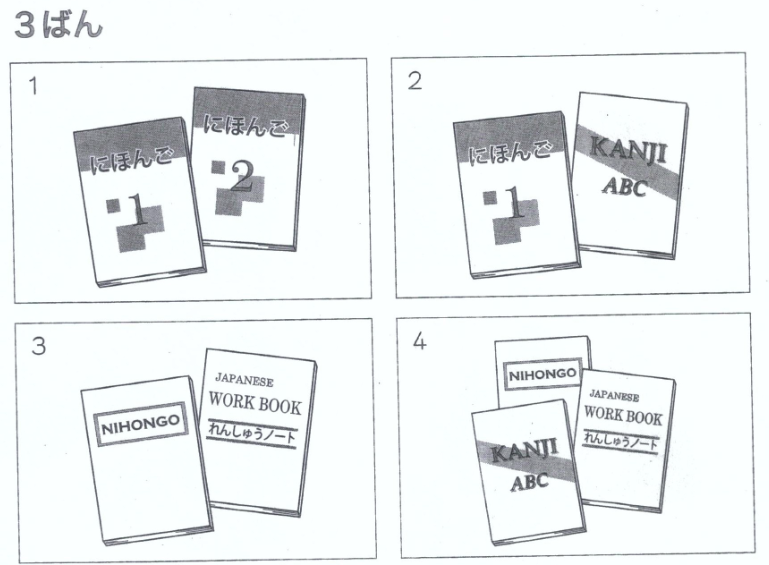 3ばん
1
にほんご
1
にほんご
2
2
にほんご
1
KANJI
ABC
3
NIHONGO
JAPANESE
WORK BOOK
れんしゅうノート
4
NIHONGO
JAPANESE
WORK BOOK
れんしゅうノート
KANJI
ABC